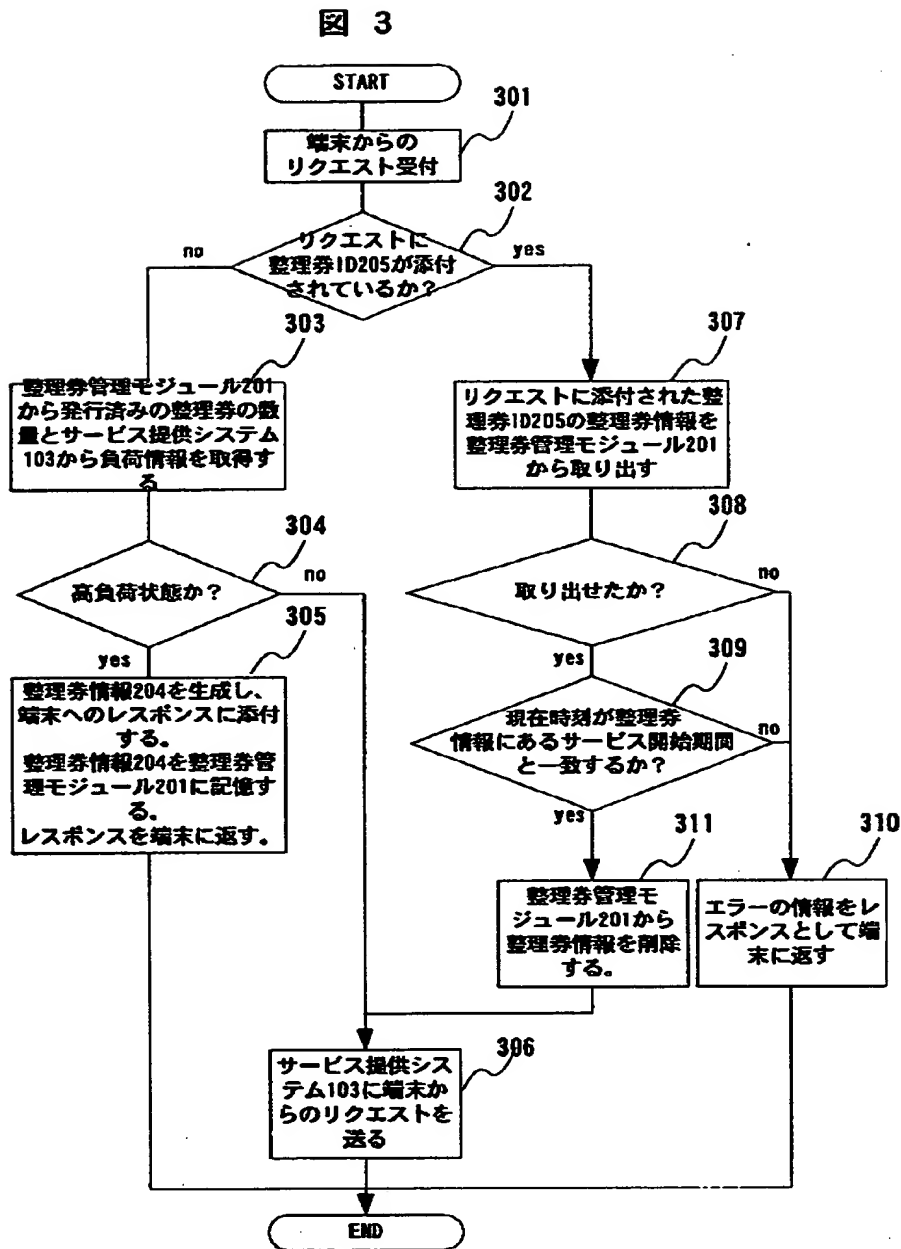 図 3
START
301
端末からの
リクエスト受付
302
リクエストに
整理券ID205が添付
されているか？
no
yes
303
整理券管理モジュール201
から発行済みの整理券の数
量とサービス提供システム
103から負荷情報を取得す
る
307
リクエストに添付された整
理券ID205の整理券情報を
整理券管理モジュール201
から取り出す
304
高負荷状態か？
no
yes
308
取り出せたか？
no
yes
305
整理券情報204を生成し、
端末へのレスポンスに添付
する。
整理券情報204を整理券管
理モジュール201に記憶す
る。
レスポンスを端末に返す。
309
現在時刻が整理券
情報にあるサービス開始期間
と一致するか？
no
yes
311
整理券管理モ
ジュール201から
整理券情報を削除
する。
310
エラーの情報をレ
スポンスとして端
末に返す
306
サービス提供シス
テム103に端末か
らのリクエストを
送る
END